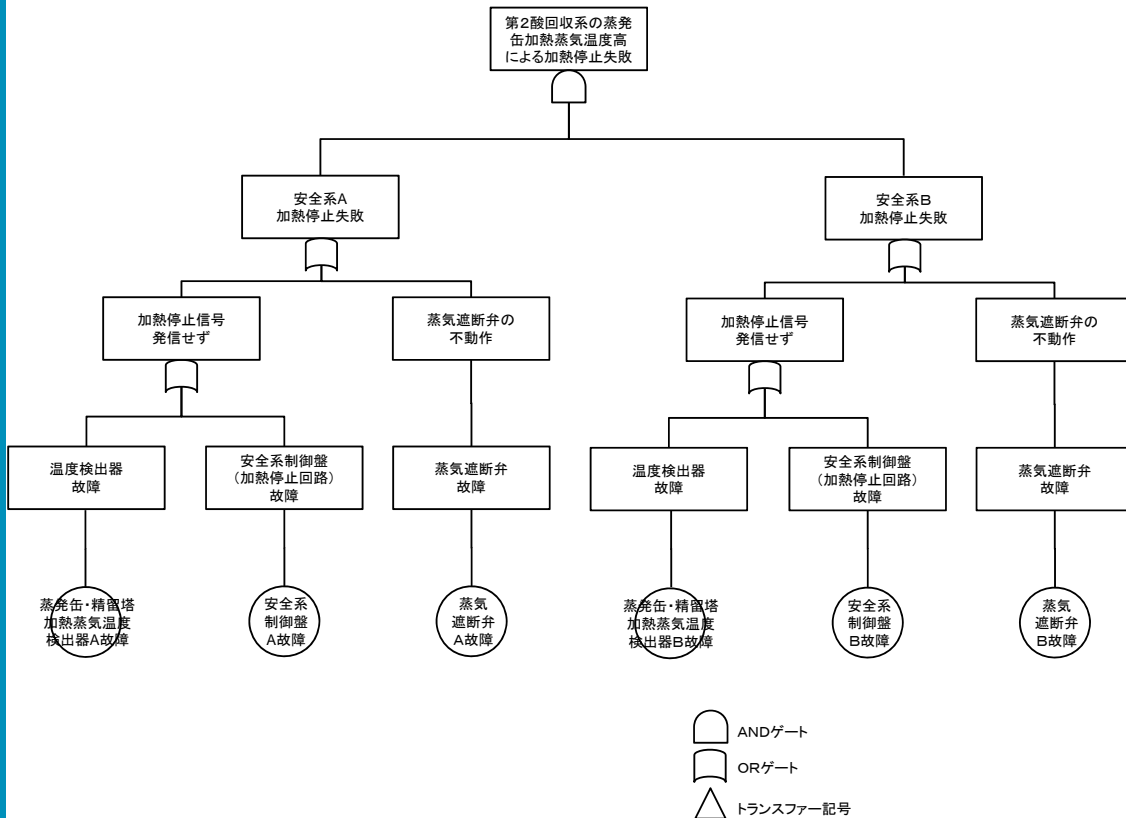 第2酸回収系の蒸発
缶加熱蒸気温度高
による加熱停止失敗
安全系A
加熱停止失敗
安全系B
加熱停止失敗
加熱停止信号
発信せず
蒸気遮断弁の
不動作
加熱停止信号
発信せず
蒸気遮断弁の
不動作
温度検出器
故障
安全系制御盤
(加熱停止回路)
故障
蒸気遮断弁
故障
温度検出器
故障
安全系制御盤
(加熱停止回路)
故障
蒸気遮断弁
故障
蒸発缶・精留塔
加熱蒸気温度
検出器A故障
安全系
制御盤
A故障
蒸気
遮断弁
A故障
蒸発缶・精留塔
加熱蒸気温度
検出器B故障
安全系
制御盤
B故障
蒸気
遮断弁
B故障
ANDゲート
ORゲート
トランスファー記号